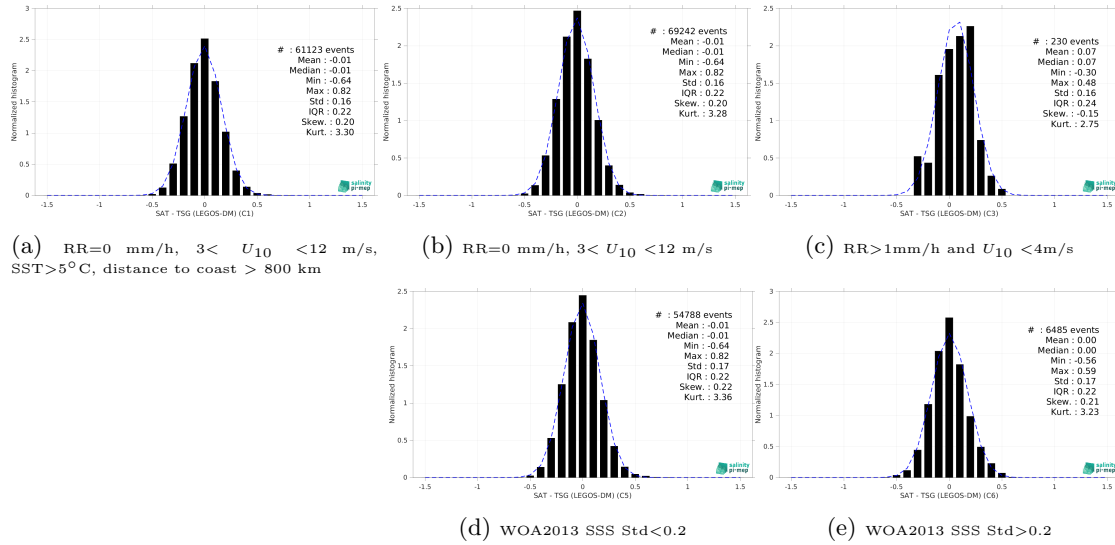 3
2.5
2
1.5
1
0.5
0
-1.5
-1
-0.5
0
0.5
1
1.5
Normalized histogram
SAT - TSG (LEGOS-DM) (C1)
# : 61123 events
Mean : -0.01
Median : -0.01
Min : -0.64
Max : 0.82
Std : 0.16
IQR : 0.22
Skew. : 0.20
Kurt. : 3.30
salinity
pi-mep
(a) RR=0 mm/h, 3< U10 <12 m/s,
SST>5°C, distance to coast > 800 km
2.5
2
1.5
1
0.5
0
-1.5
-1
-0.5
0
0.5
1
1.5
Normalized histogram
SAT - TSG (LEGOS-DM) (C2)
# : 69242 events
Mean : -0.01
Median : -0.01
Min : -0.64
Max : 0.82
Std : 0.16
IQR : 0.22
Skew. : 0.20
Kurt. : 3.28
salinity
pi-mep
(b) RR=0 mm/h, 3< U10 <12 m/s
2.5
2
1.5
1
0.5
0
-1.5
-1
-0.5
0
0.5
1
1.5
Normalized histogram
SAT - TSG (LEGOS-DM) (C3)
# : 230 events
Mean : 0.07
Median : 0.07
Min : -0.30
Max : 0.48
Std : 0.16
IQR : 0.24
Skew. : -0.15
Kurt. : 2.75
salinity
pi-mep
(c) RR>1mm/h and U10 <4m/s
2.5
2
1.5
1
0.5
0
-1.5
-1
-0.5
0
0.5
1
1.5
Normalized histogram
SAT - TSG (LEGOS-DM) (C5)
# : 54788 events
Mean : -0.01
Median : -0.01
Min : -0.64
Max : 0.82
Std : 0.17
IQR : 0.22
Skew. : 0.22
Kurt. : 3.36
salinity
pi-mep
(d) WOA2013 SSS Std<0.2
3
2.5
2
1.5
1
0.5
0
-1.5
-1
-0.5
0
0.5
1
1.5
Normalized histogram
SAT - TSG (LEGOS-DM) (C6)
# : 6485 events
Mean : 0.00
Median : 0.00
Min : -0.56
Max : 0.59
Std : 0.17
IQR : 0.22
Skew. : 0.21
Kurt. : 3.23
salinity
pi-mep
(e) WOA2013 SSS Std>0.2